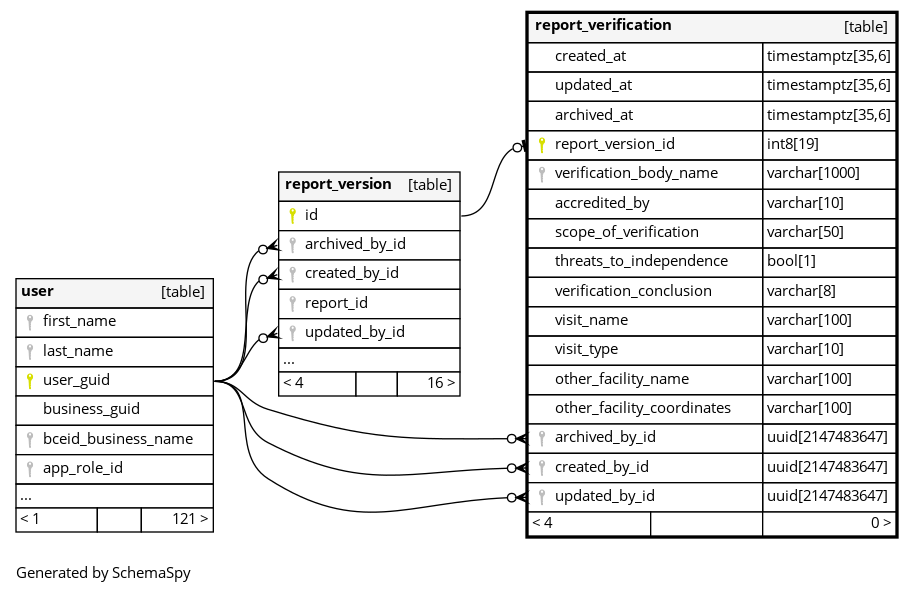 report_verification [table]
created_at timestamptz[35,6]
updated_at timestamptz[35,6]
archived_at timestamptz[35,6]
report_version_id int8[19]
verification_body_name varchar[1000]
accredited_by varchar[10]
scope_of_verification varchar[50]
threats_to_independence bool[1]
verification_conclusion varchar[8]
visit_name varchar[100]
visit_type varchar[10]
other_facility_name varchar[100]
other_facility_coordinates varchar[100]
archived_by_id uuid[2147483647]
created_by_id uuid[2147483647]
updated_by_id uuid[2147483647]
< 4 0 >
report_version [table]
id
archived_by_id
created_by_id
report_id
updated_by_id
...
< 4 16 >
user [table]
first_name
last_name
user_guid
business_guid
bceid_business_name
app_role_id
...
< 1 121 >
Generated by SchemaSpy